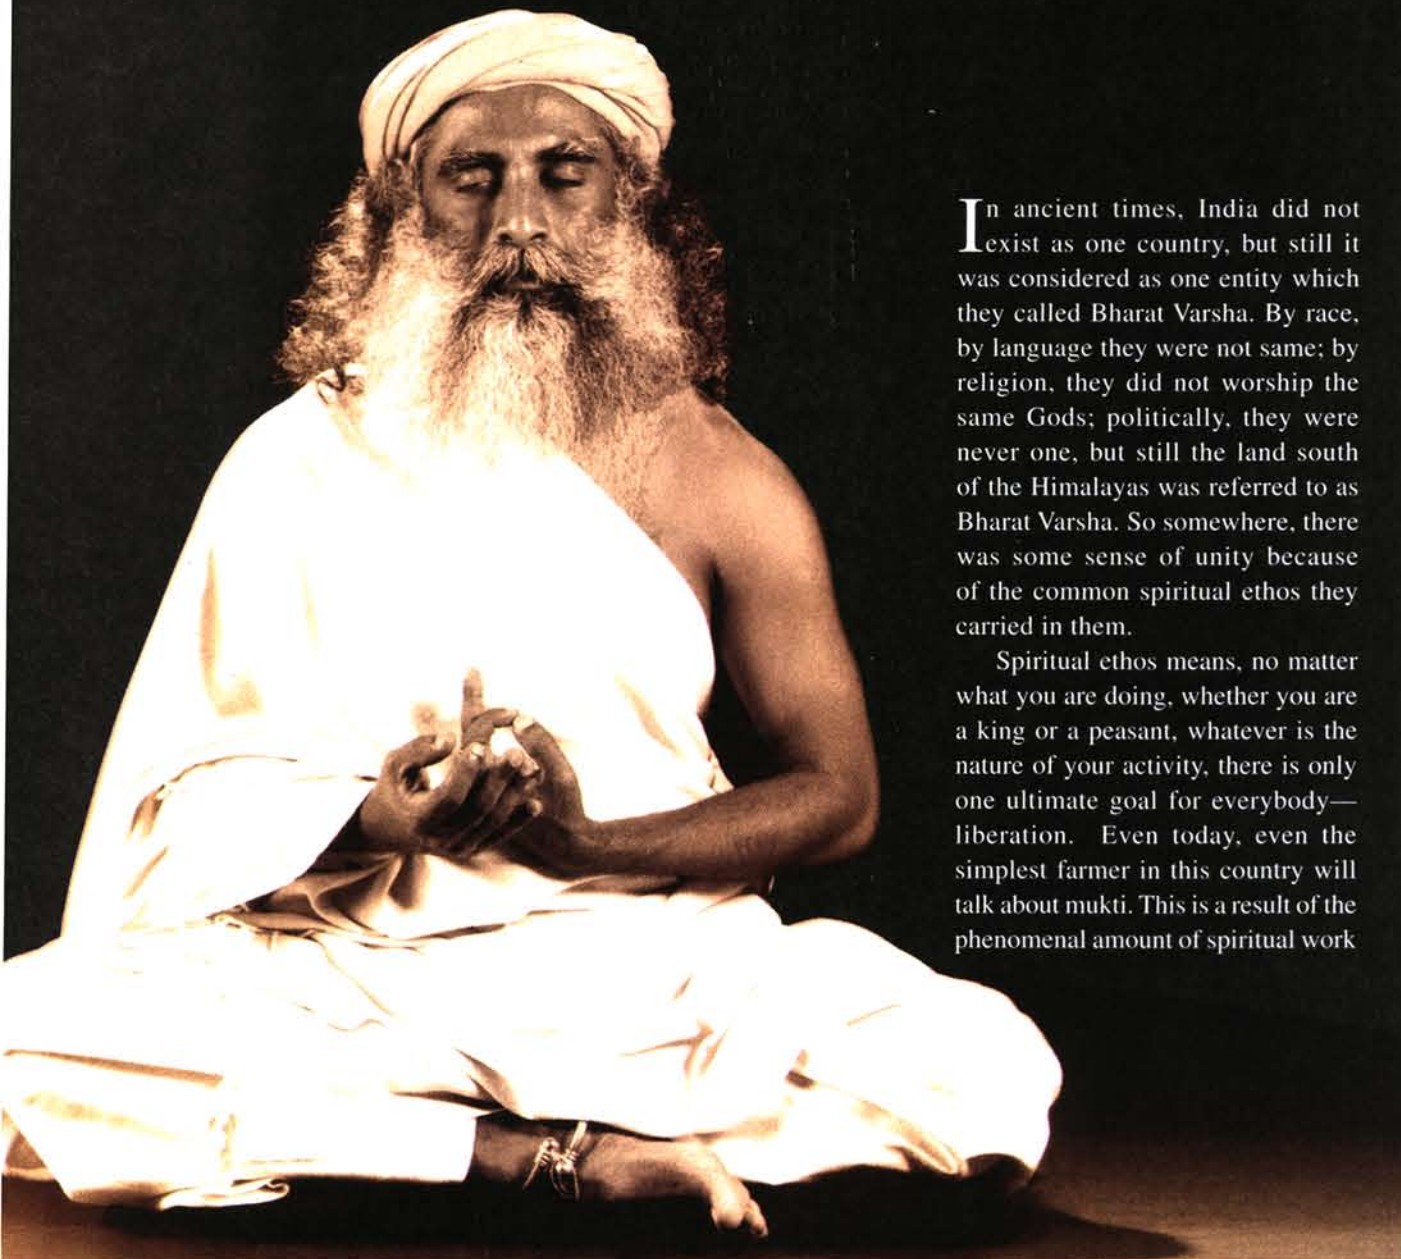 In ancient times, India did not
exist as one country, but still it
was considered as one entity which
they called Bharat Varsha. By race,
by language they were not same; by
religion, they did not worship the
same Gods; politically, they were
never one, but still the land south
of the Himalayas was referred to as
Bharat Varsha. So somewhere, there
was some sense of unity because
of the common spiritual ethos they
carried in them.
Spiritual ethos means, no matter
what you are doing, whether you are
a king or a peasant, whatever is the
nature of your activity, there is only
one ultimate goal for everybody—
liberation. Even today, even the
simplest farmer in this country will
talk about mukti. This is a result of the
phenomenal amount of spiritual work